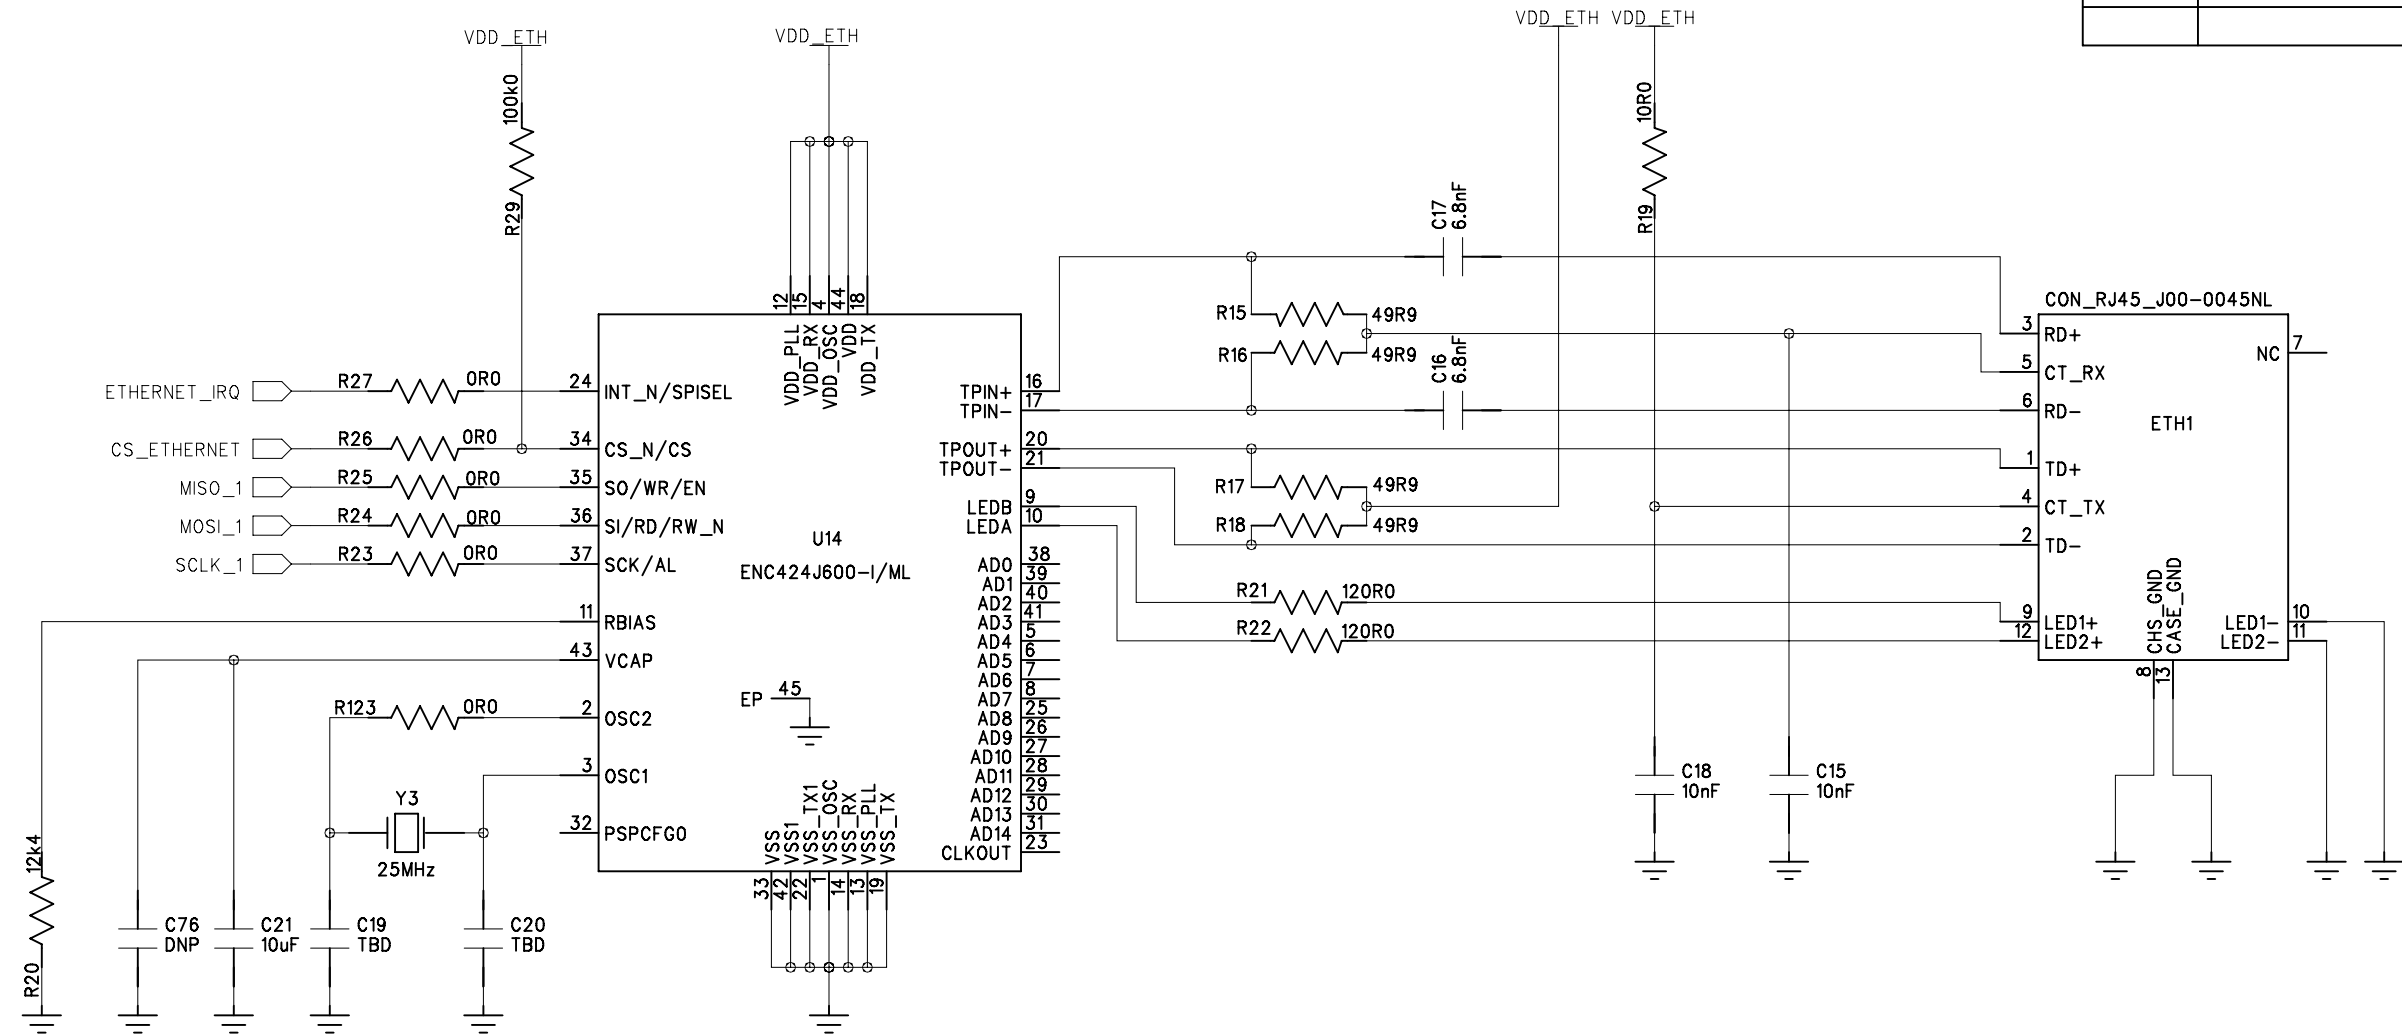 VDD_ETH
VDD_ETH
VDD_ETH
VDD_ETH
100k0
R29
10R0
R19
C17
6.8nF
C16
6.8nF
12
15
4
44
18
VDD_PLL
VDD_RX
VDD_OSC
VDD
VDD_TX
ETHERNET_IRQ
R27
0R0
24
INT_N/SPISEL
CS_ETHERNET
R26
0R0
34
CS_N/CS
MISO_1
R25
0R0
35
SO/WR/EN
MOSI_1
R24
0R0
36
SI/RD/RW_N
SCLK_1
R23
0R0
37
SCK/AL
11
RBIAS
43
VCAP
R123
0R0
2
OSC2
3
OSC1
Y3
25MHz
32
PSPCFG0
12k4
R20
C76
DNP
C21
10uF
C19
TBD
C20
TBD
U14
ENC424J600-I/ML
EP
45
VSS
VSS1
VSS_TX1
VSS_OSC
VSS_RX
VSS_PLL
VSS_TX
33
42
22
1
14
13
19
TPIN+
16
TPIN-
17
TPOUT+
20
TPOUT-
21
LEDB
9
LEDA
10
AD0
38
AD1
39
AD2
40
AD3
41
AD4
5
AD5
6
AD6
7
AD7
8
AD8
25
AD9
26
AD10
27
AD11
28
AD12
29
AD13
30
AD14
31
CLKOUT
23
R15
49R9
R16
49R9
R17
49R9
R18
49R9
R21
120R0
R22
120R0
C18
10nF
C15
10nF
CON_RJ45_J00-0045NL
3
RD+
5
CT_RX
6
RD-
1
TD+
4
CT_TX
2
TD-
9
LED1+
12
LED2+
NC
7
ETH1
CHS_GND
CASE_GND
8
13
LED1-
10
LED2-
11